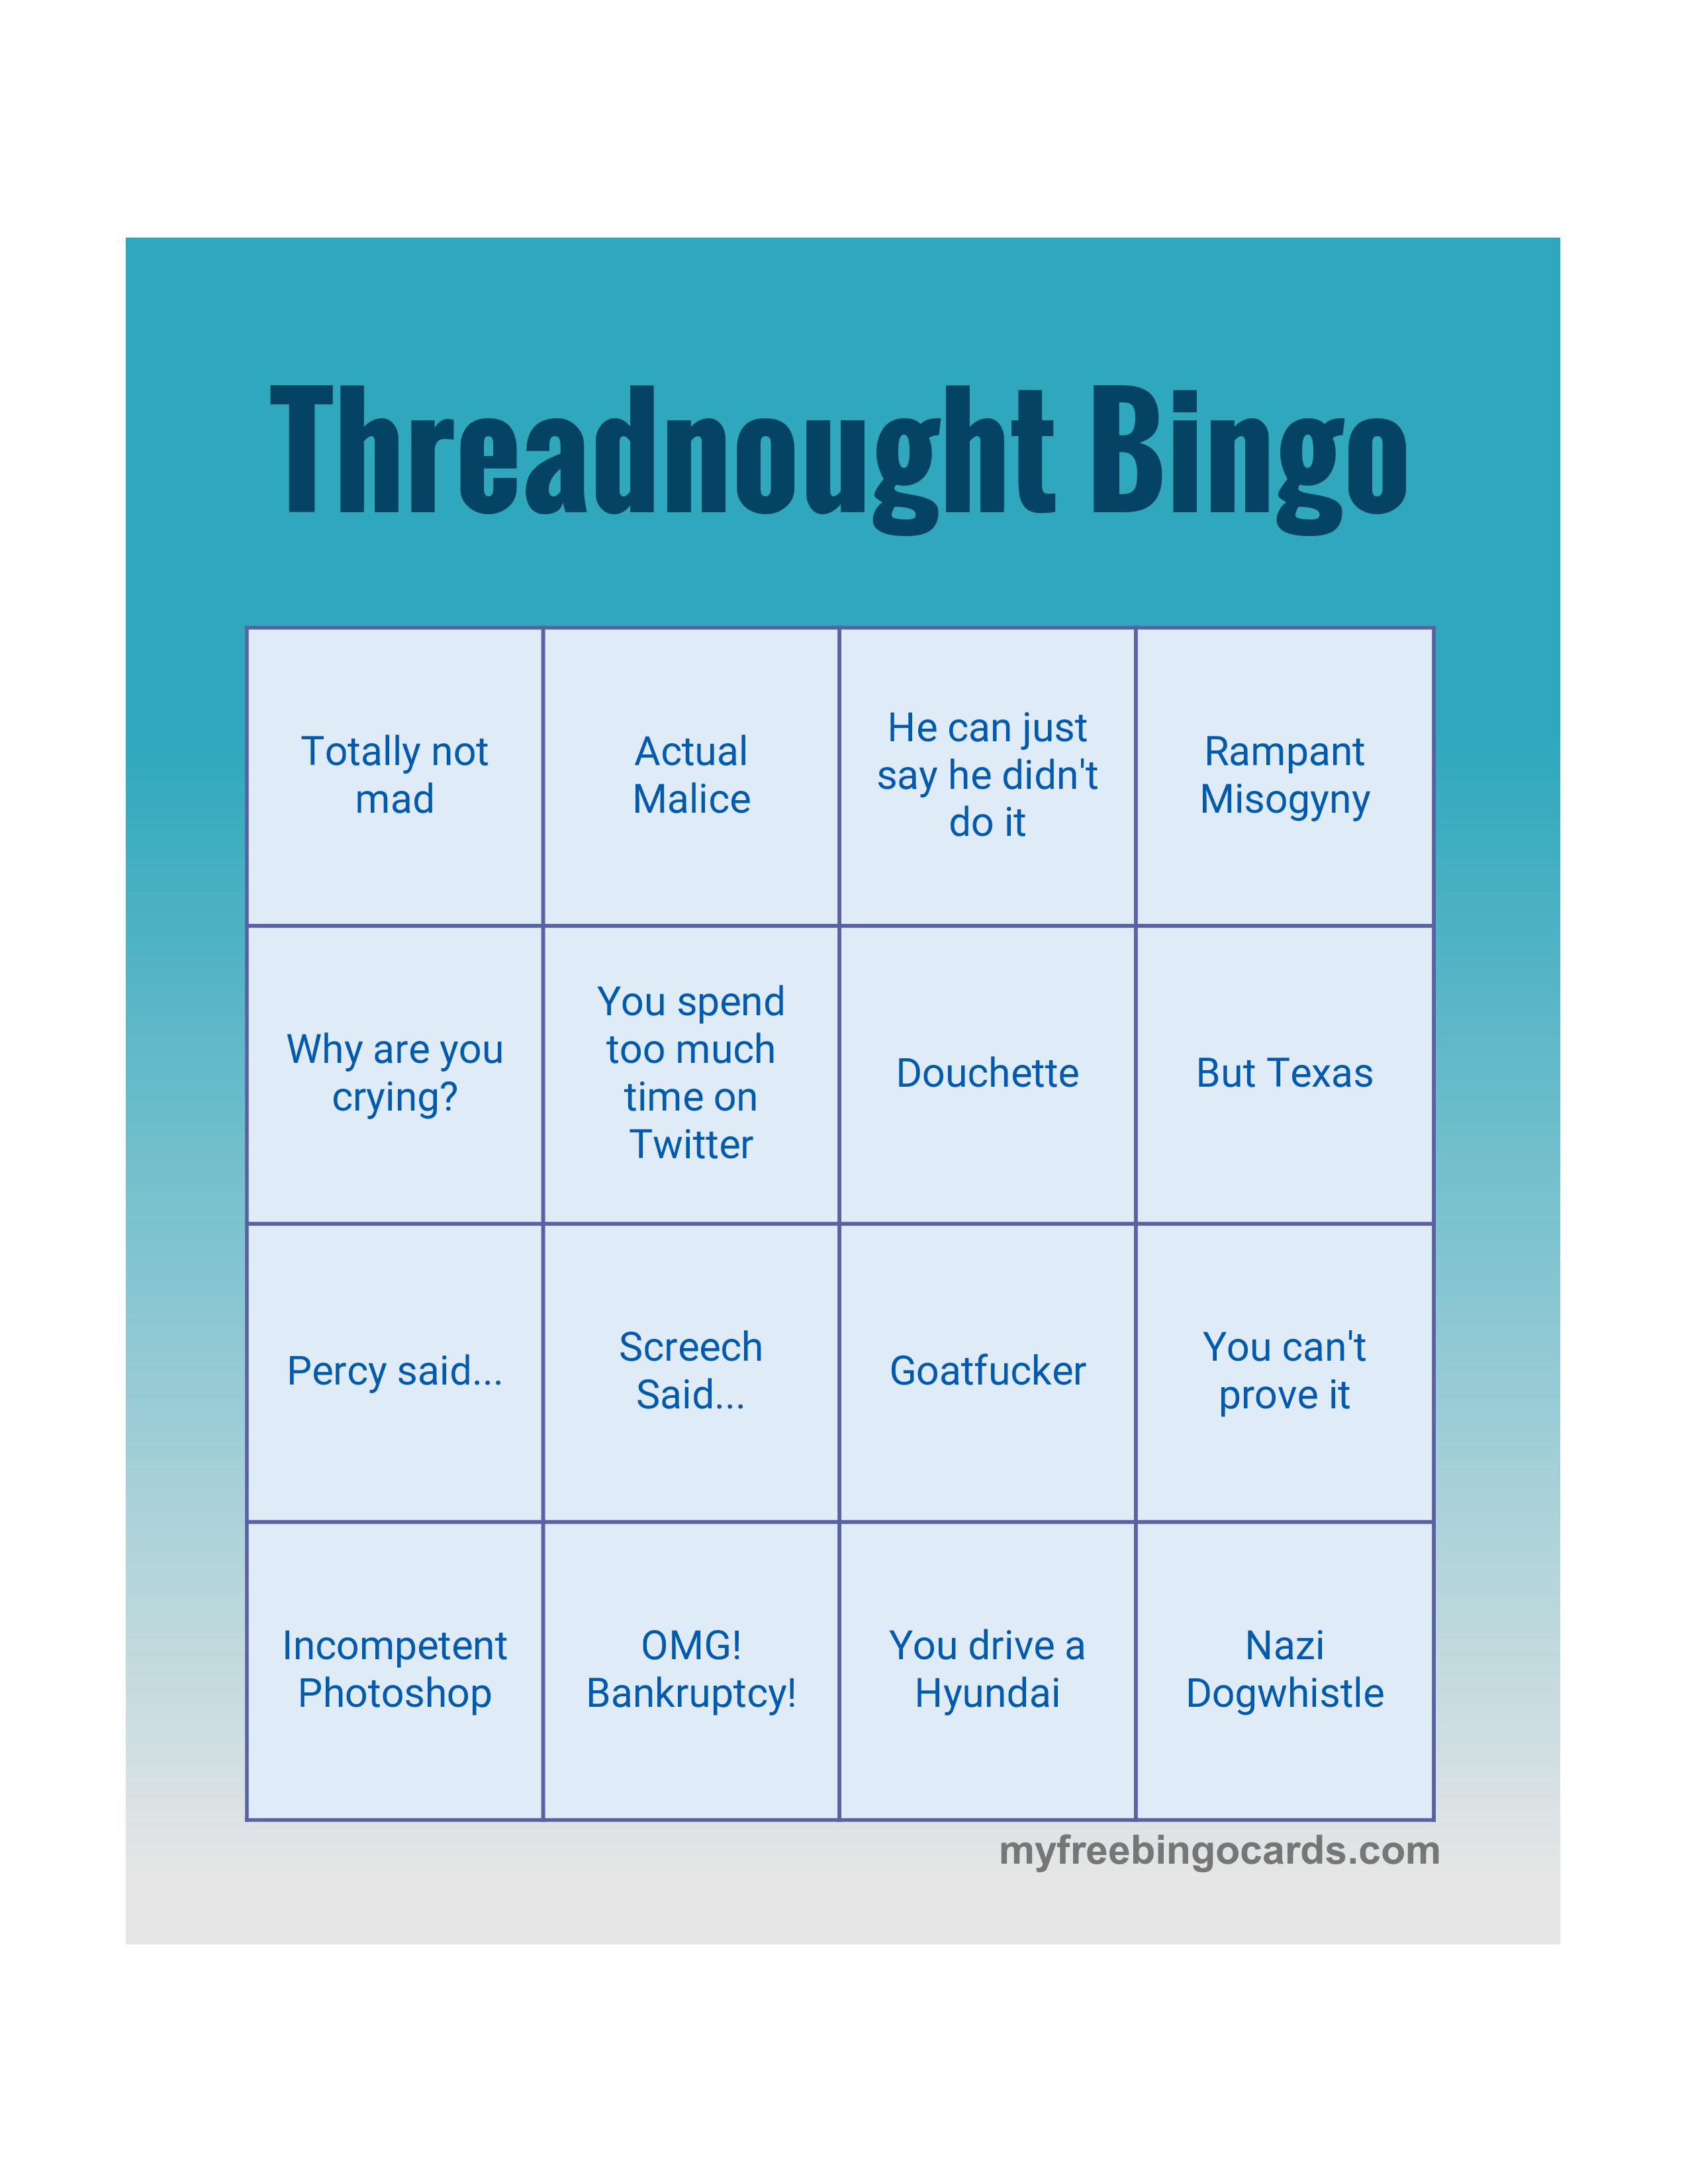 Threadnought Bingo
Totally not
mad
Actual
Malice
He can just
say he didn't
do it
Rampant
Misogyny
Why are you
crying?
You spend
too much
time on
Twitter
Douchette
But Texas
Percy said...
Screech
Said...
Goatfucker
You can't
prove it
Incompetent
Photoshop
OMG!
Bankruptcy!
You drive a
Hyundai
Nazi
Dogwhistle
myfreebingocards.com